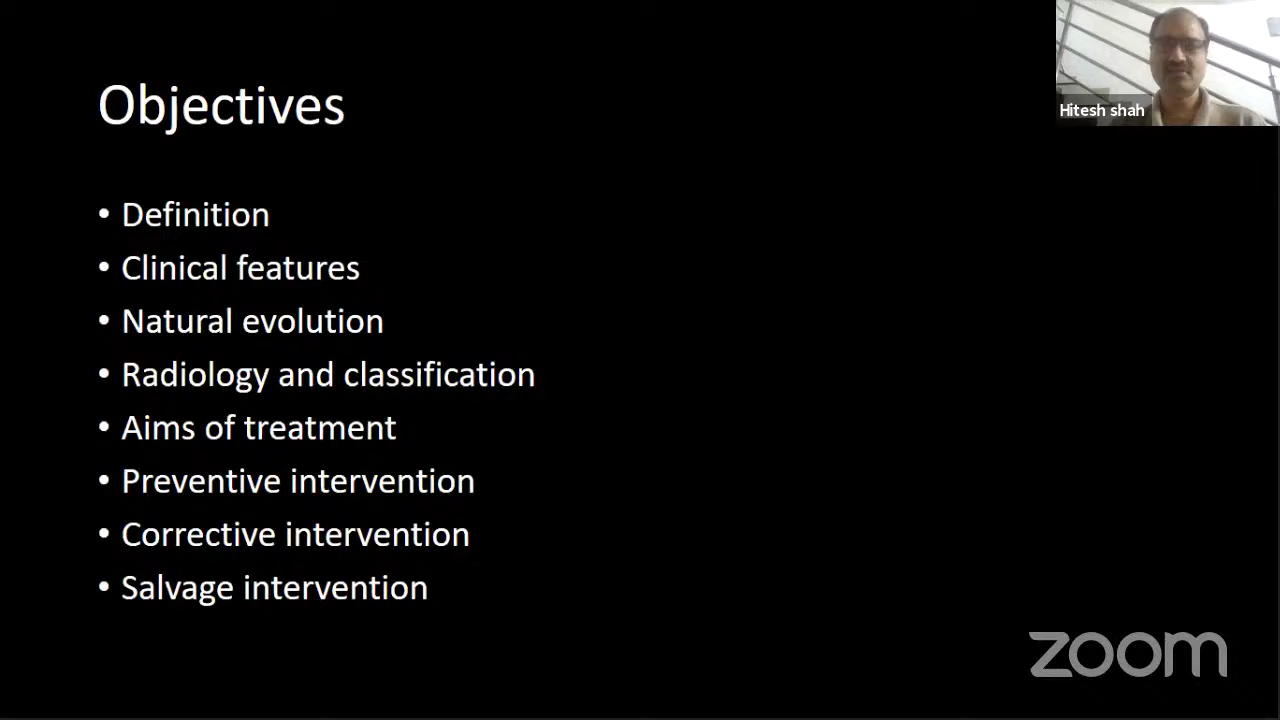 Objectives
• Definition
• Clinical features
• Natural evolution
• Radiology and classification
• Aims of treatment
• Preventive intervention
• Corrective intervention
• Salvage intervention
Hitesh shah
zoom